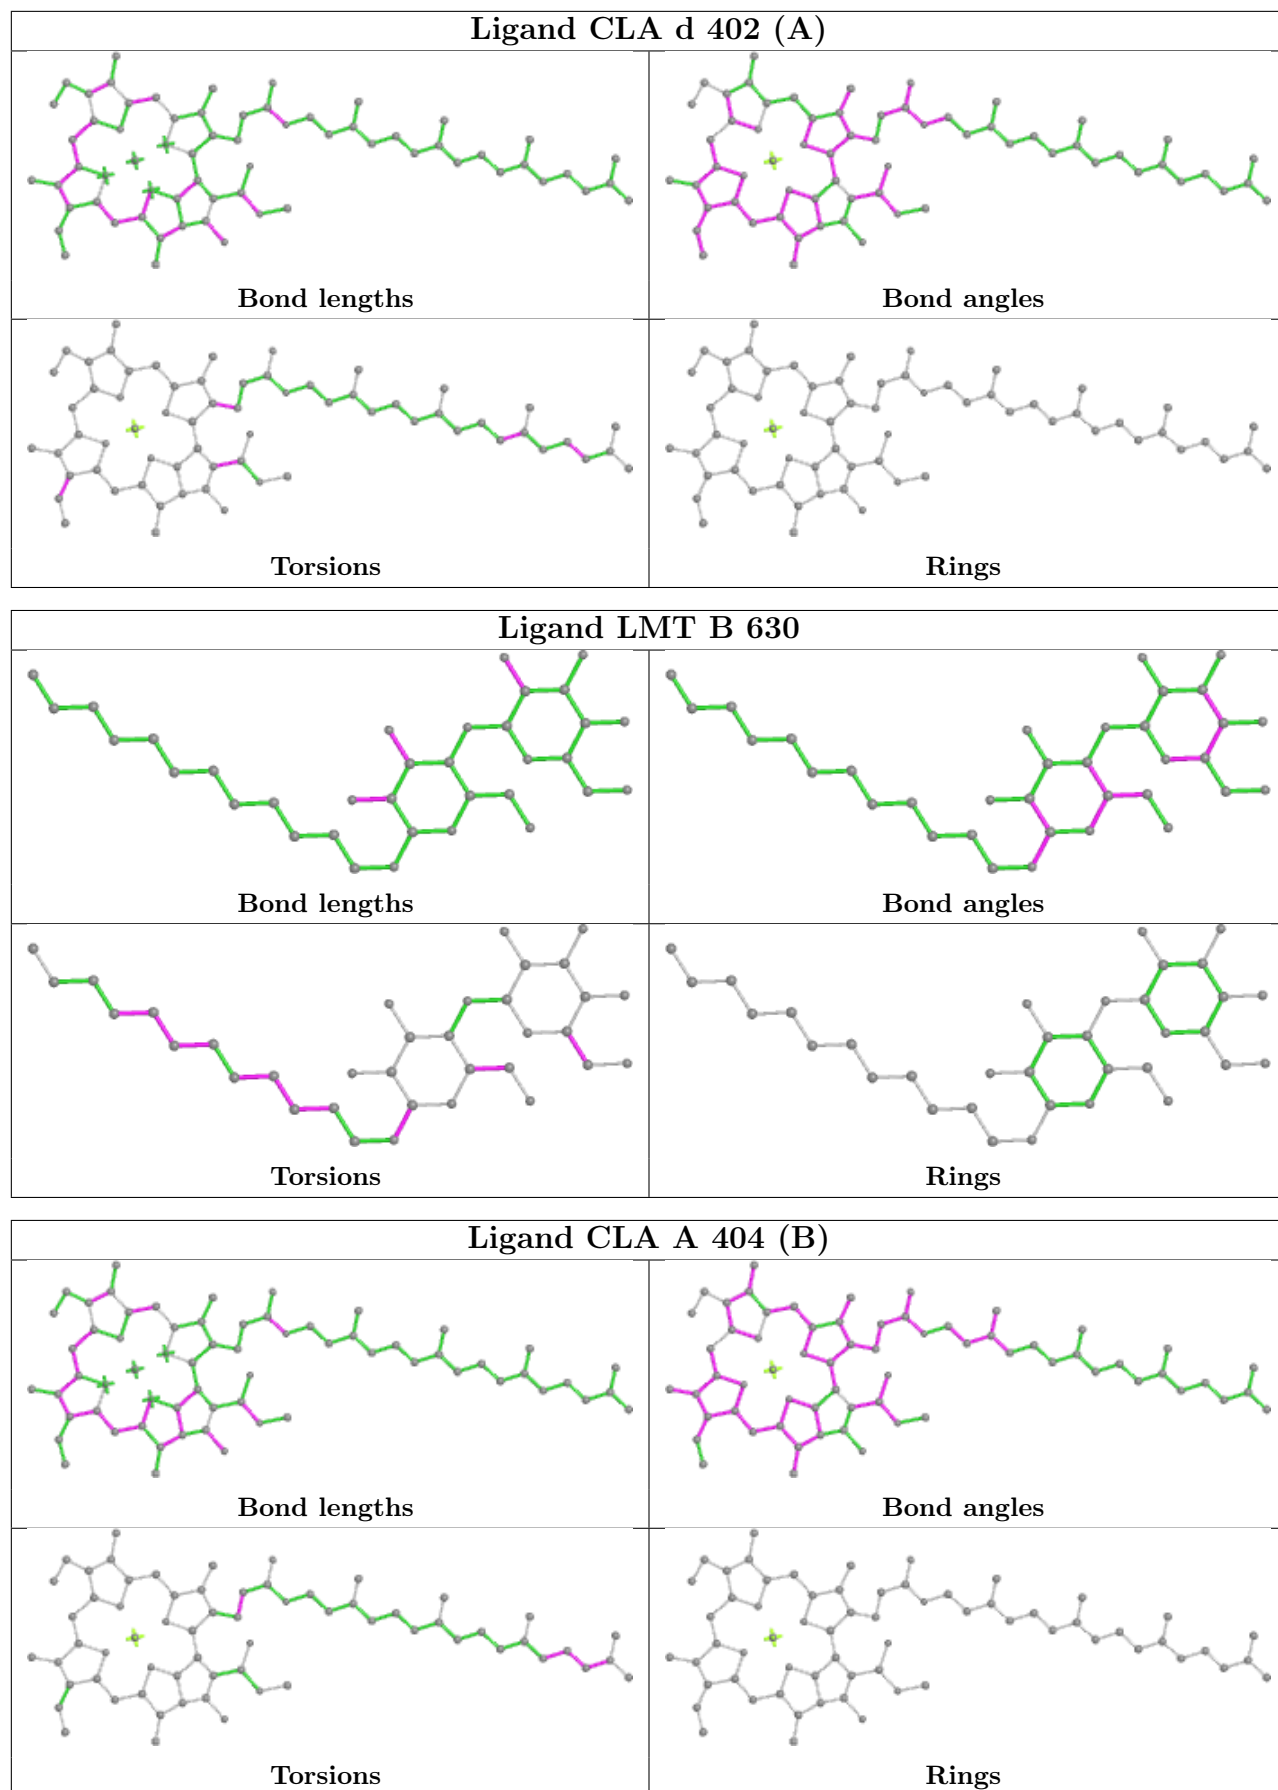 Ligand CLA d 402 (A)
Bond lengths
Bond angles
Torsions
Rings
Ligand LMT B 630
Bond lengths
Bond angles
Torsions
Rings
Ligand CLA A 404 (B)
Bond lengths
Bond angles
Torsions
Rings